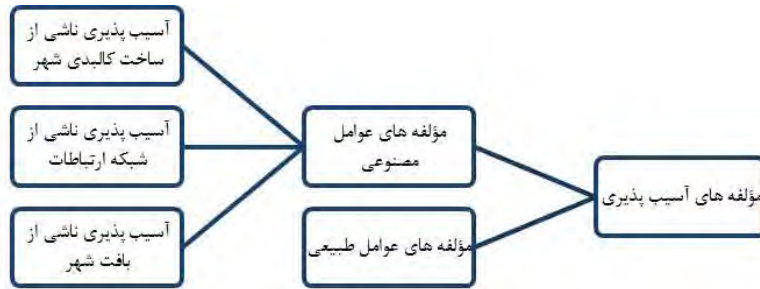 مؤلفه های آسیب پذیری
مؤلفه های عوامل
مصنوعی
مؤلفه های عوامل طبیعی
آسیب پذیری ناشی از
ساخت کالبدی شهر
آسیب پذیری ناشی از
شبکه ارتباطات
آسیب پذیری ناشی از
بافت شهر